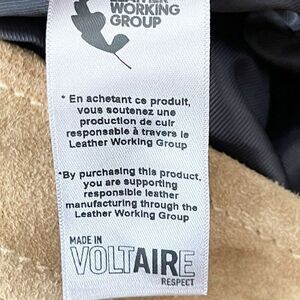 WORKING
GROUP
* En achetant ce produit,
vous soutenez une
production de cuir
responsable à travers le
Leather Working Group
*By purchasing this product,
you are supporting
responsible leather
manufacturing through the
Leather Working Group
MADE IN
VOLTAIRE
RESPECT